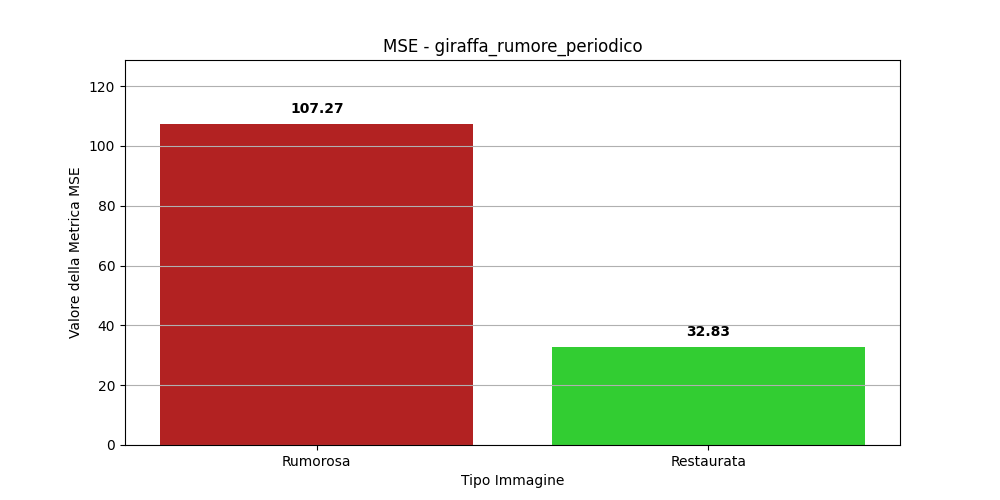 MSE - giraffa_rumore_periodico
120
100
80
60
40
20
0
Valore della Metrica MSE
107.27
32.83
Rumorosa
Restaurata
Tipo Immagine